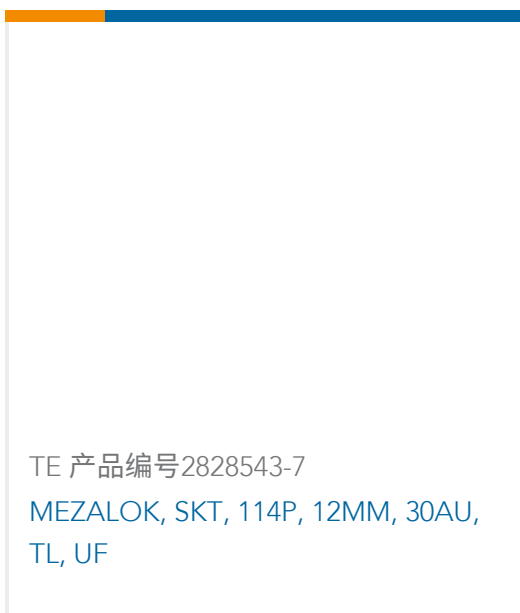 TE 产品编号2828543-7
MEZALOK, SKT, 114P, 12MM, 30AU,
TL, UF